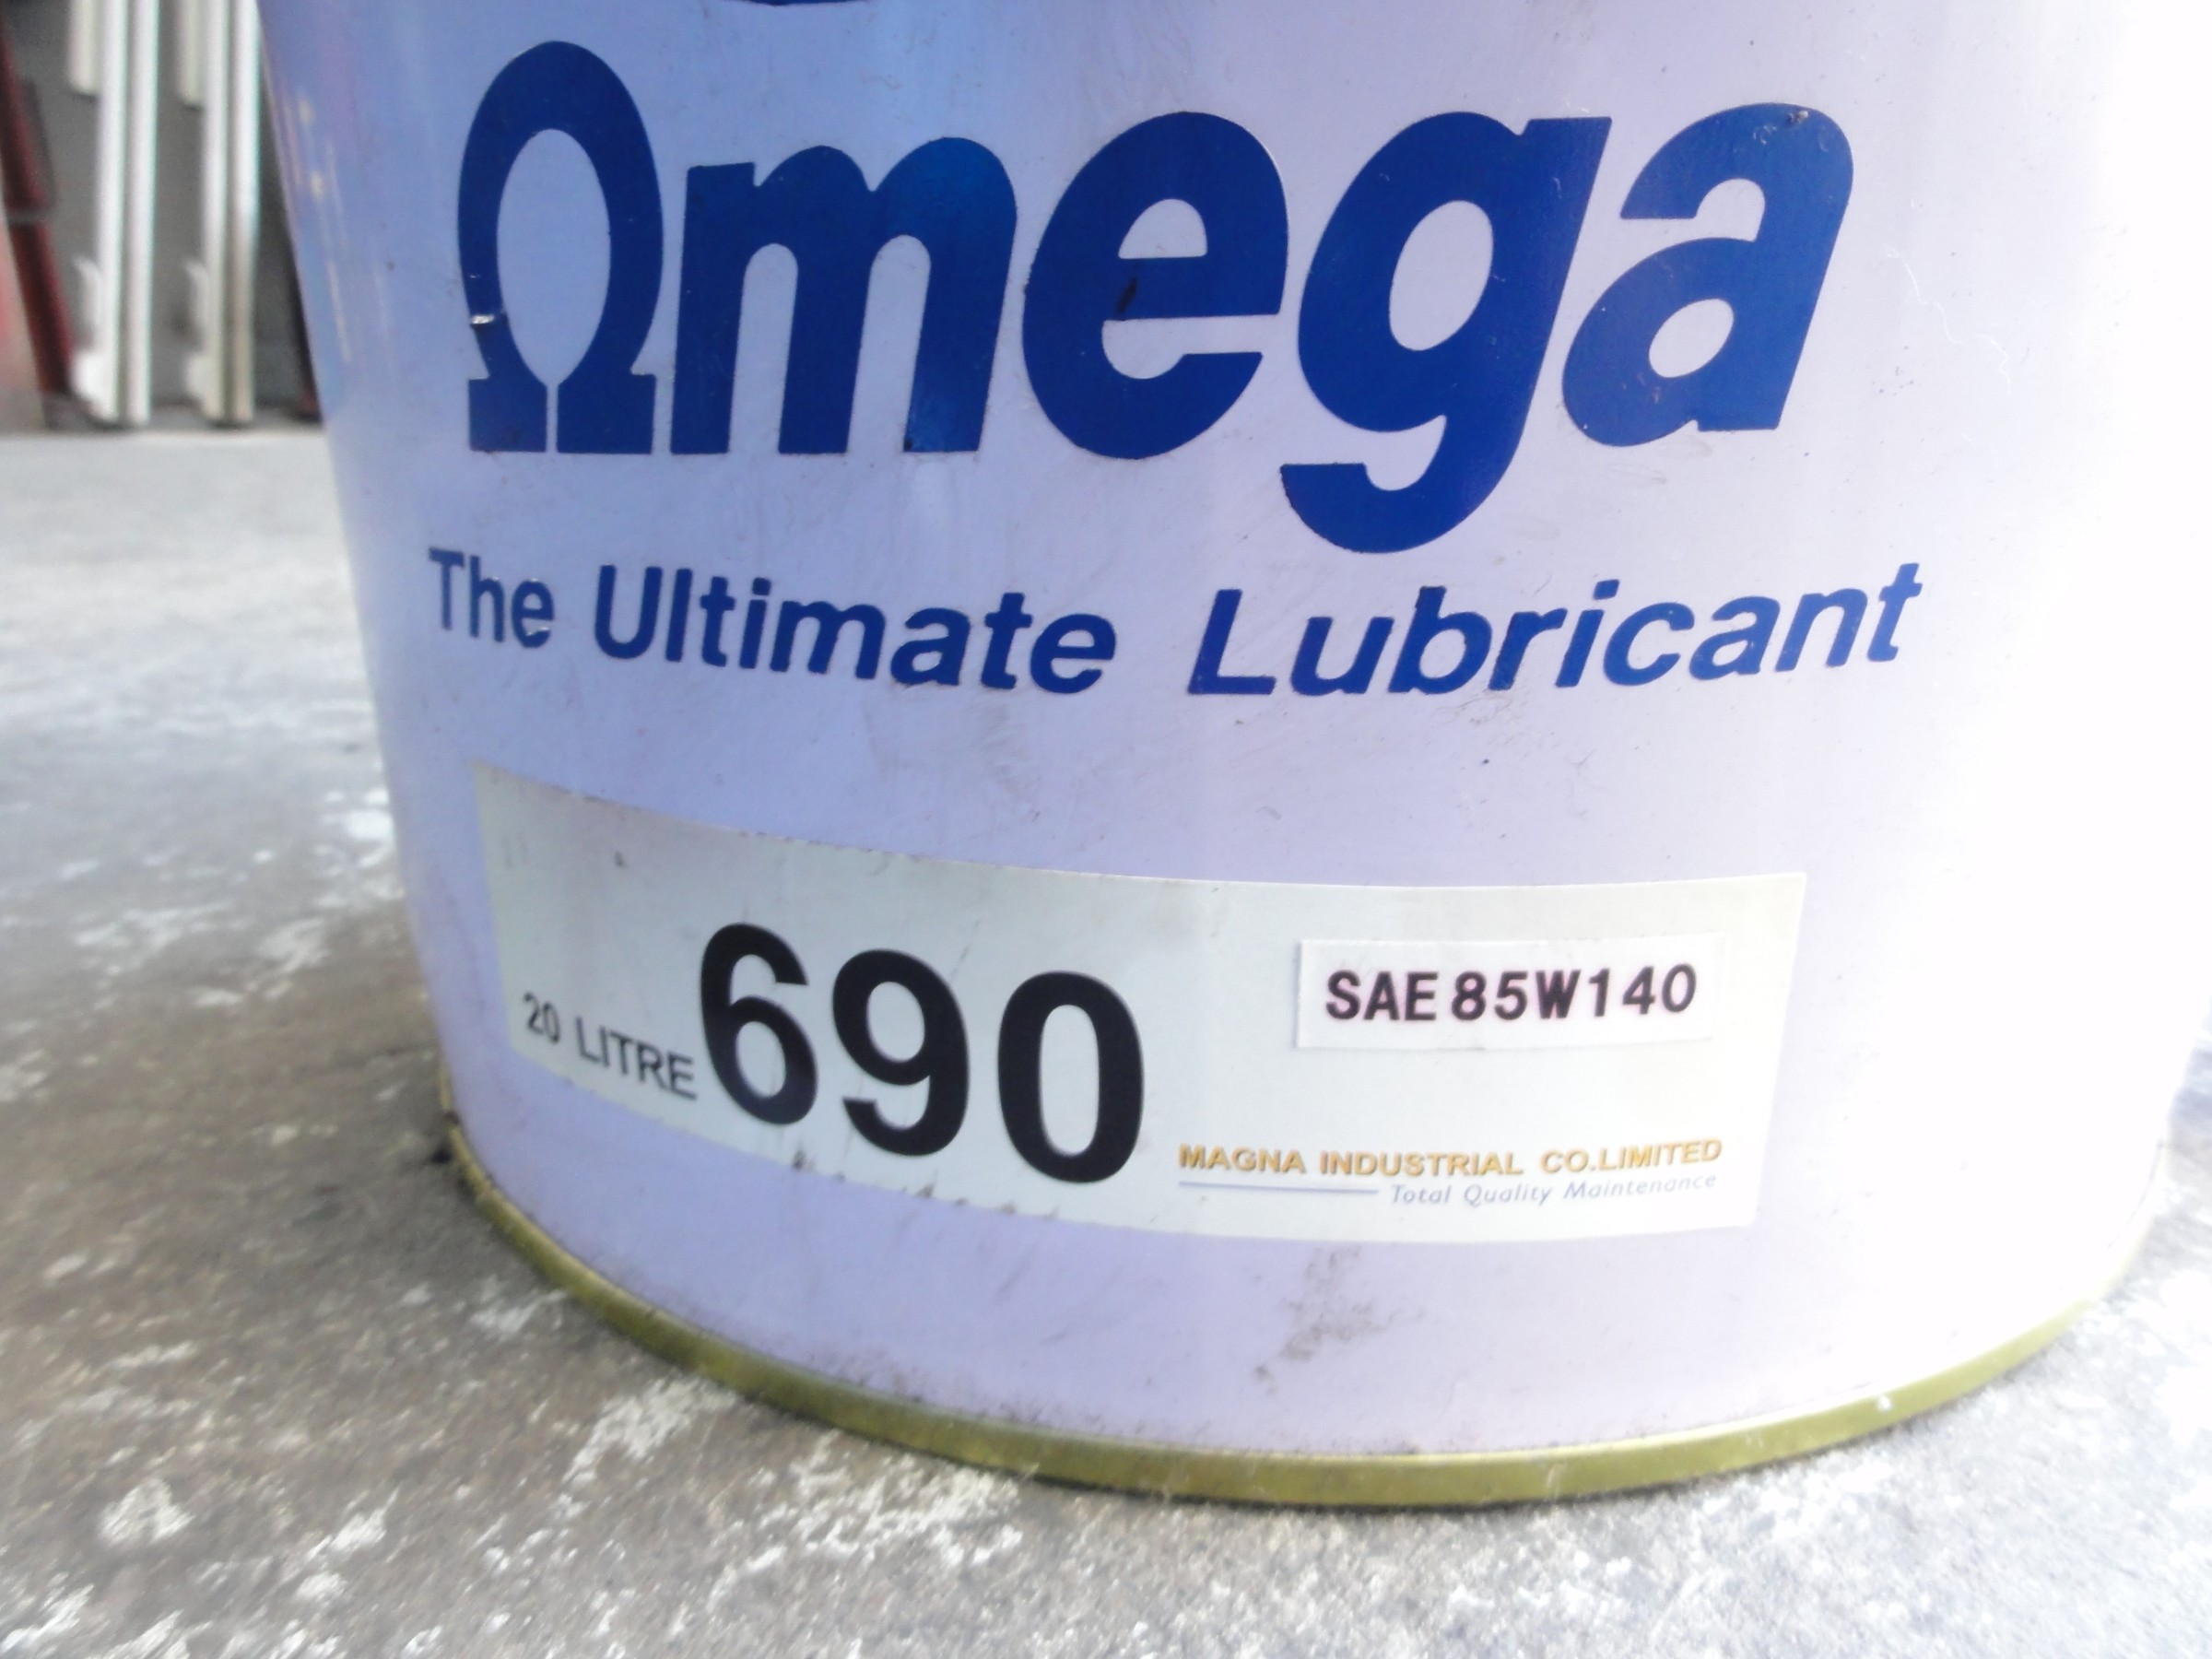 Ωmega
The Ultimate Lubricant
20 LITRE 690
SAE 85W140
MAGNA INDUSTRIAL CO.LIMITED
Total Quality Maintenance